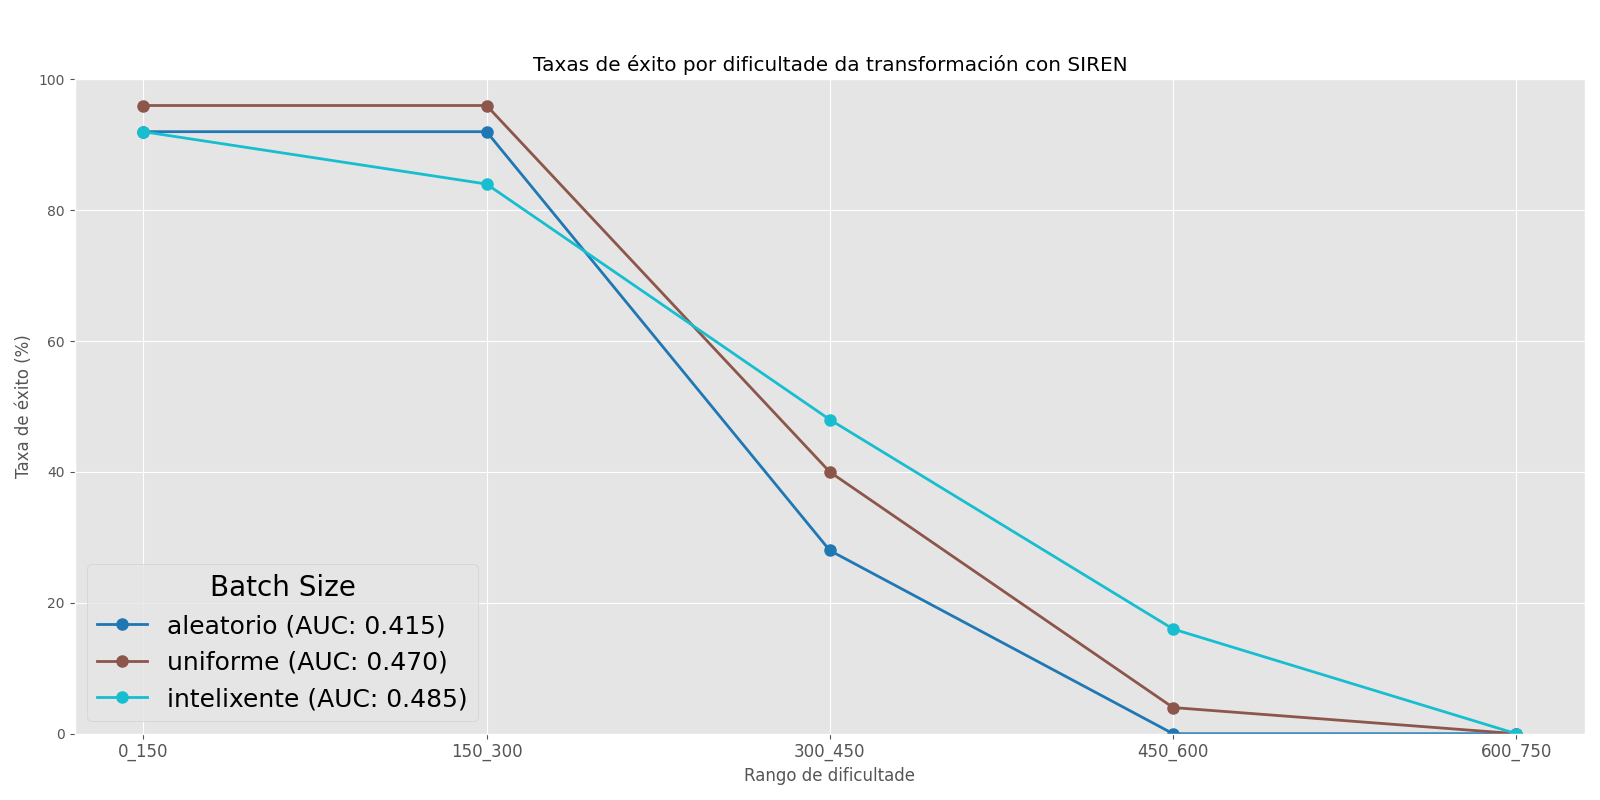 Taxas de éxito por dificultade da transformación con SIREN
100
80
60
40
20
0
Taxa de éxito (%)
Batch Size
aleatorio (AUC: 0.415)
uniforme (AUC: 0.470)
intelixente (AUC: 0.485)
0_150
150_300
300_450
450_600
600_750
Rango de dificultade